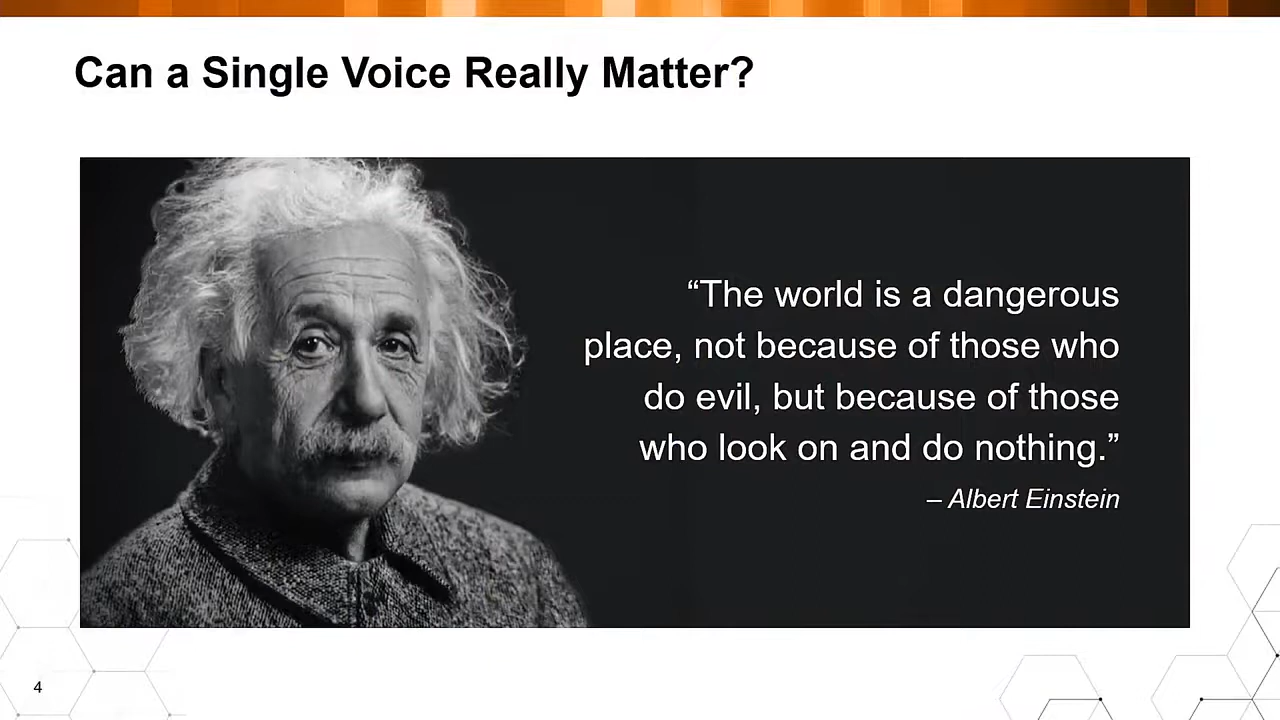 Can a Single Voice Really Matter?
“The world is a dangerous
place, not because of those who
do evil, but because of those
who look on and do nothing.”
– Albert Einstein
4